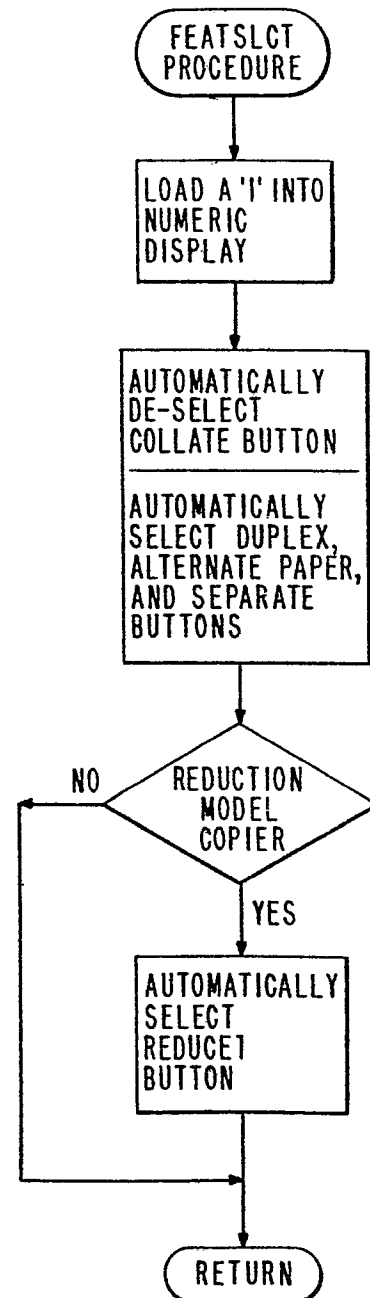 FEATSLCT
PROCEDURE
LOAD A '1' INTO
NUMERIC
DISPLAY
AUTOMATICALLY
DE-SELECT
COLLATE BUTTON
AUTOMATICALLY
SELECT DUPLEX,
ALTERNATE PAPER,
AND SEPARATE
BUTTONS
NO
REDUCTION
MODEL
COPIER
YES
AUTOMATICALLY
SELECT
REDUCE1
BUTTON
RETURN